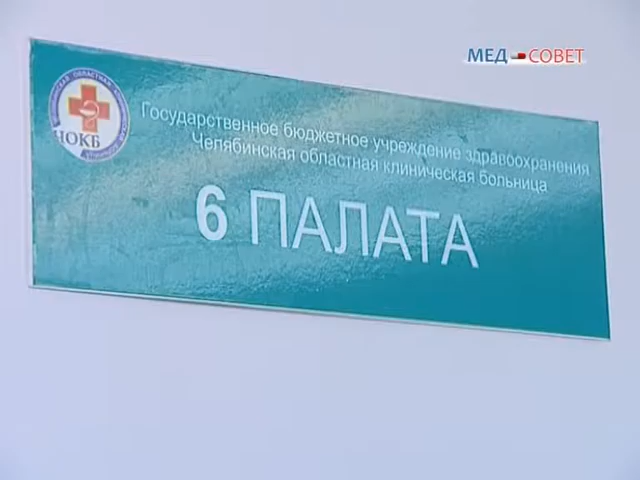 МЕД СОВЕТ
Государственное бюджетное учреждение здравоохранения
Челябинская областная клиническая больница
ЧОКБ
6 ПАЛАТА